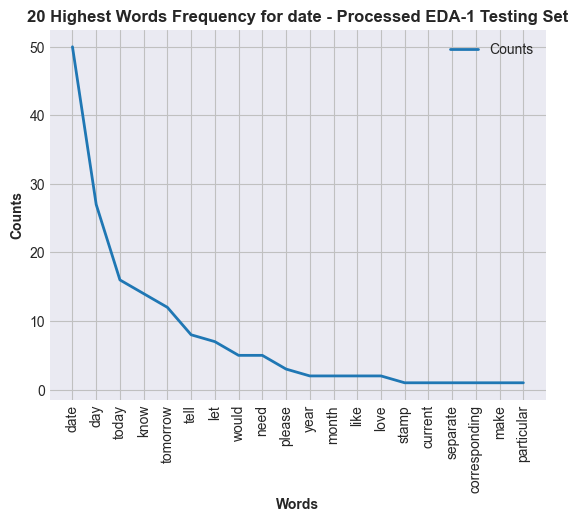 20 Highest Words Frequency for date - Processed EDA-1 Testing Set
Counts
50
40
30
20
10
0
Counts
date
day
today
know
tomorrow
tell
let
would
need
please
year
month
like
love
stamp
current
separate
corresponding
make
particular
Words